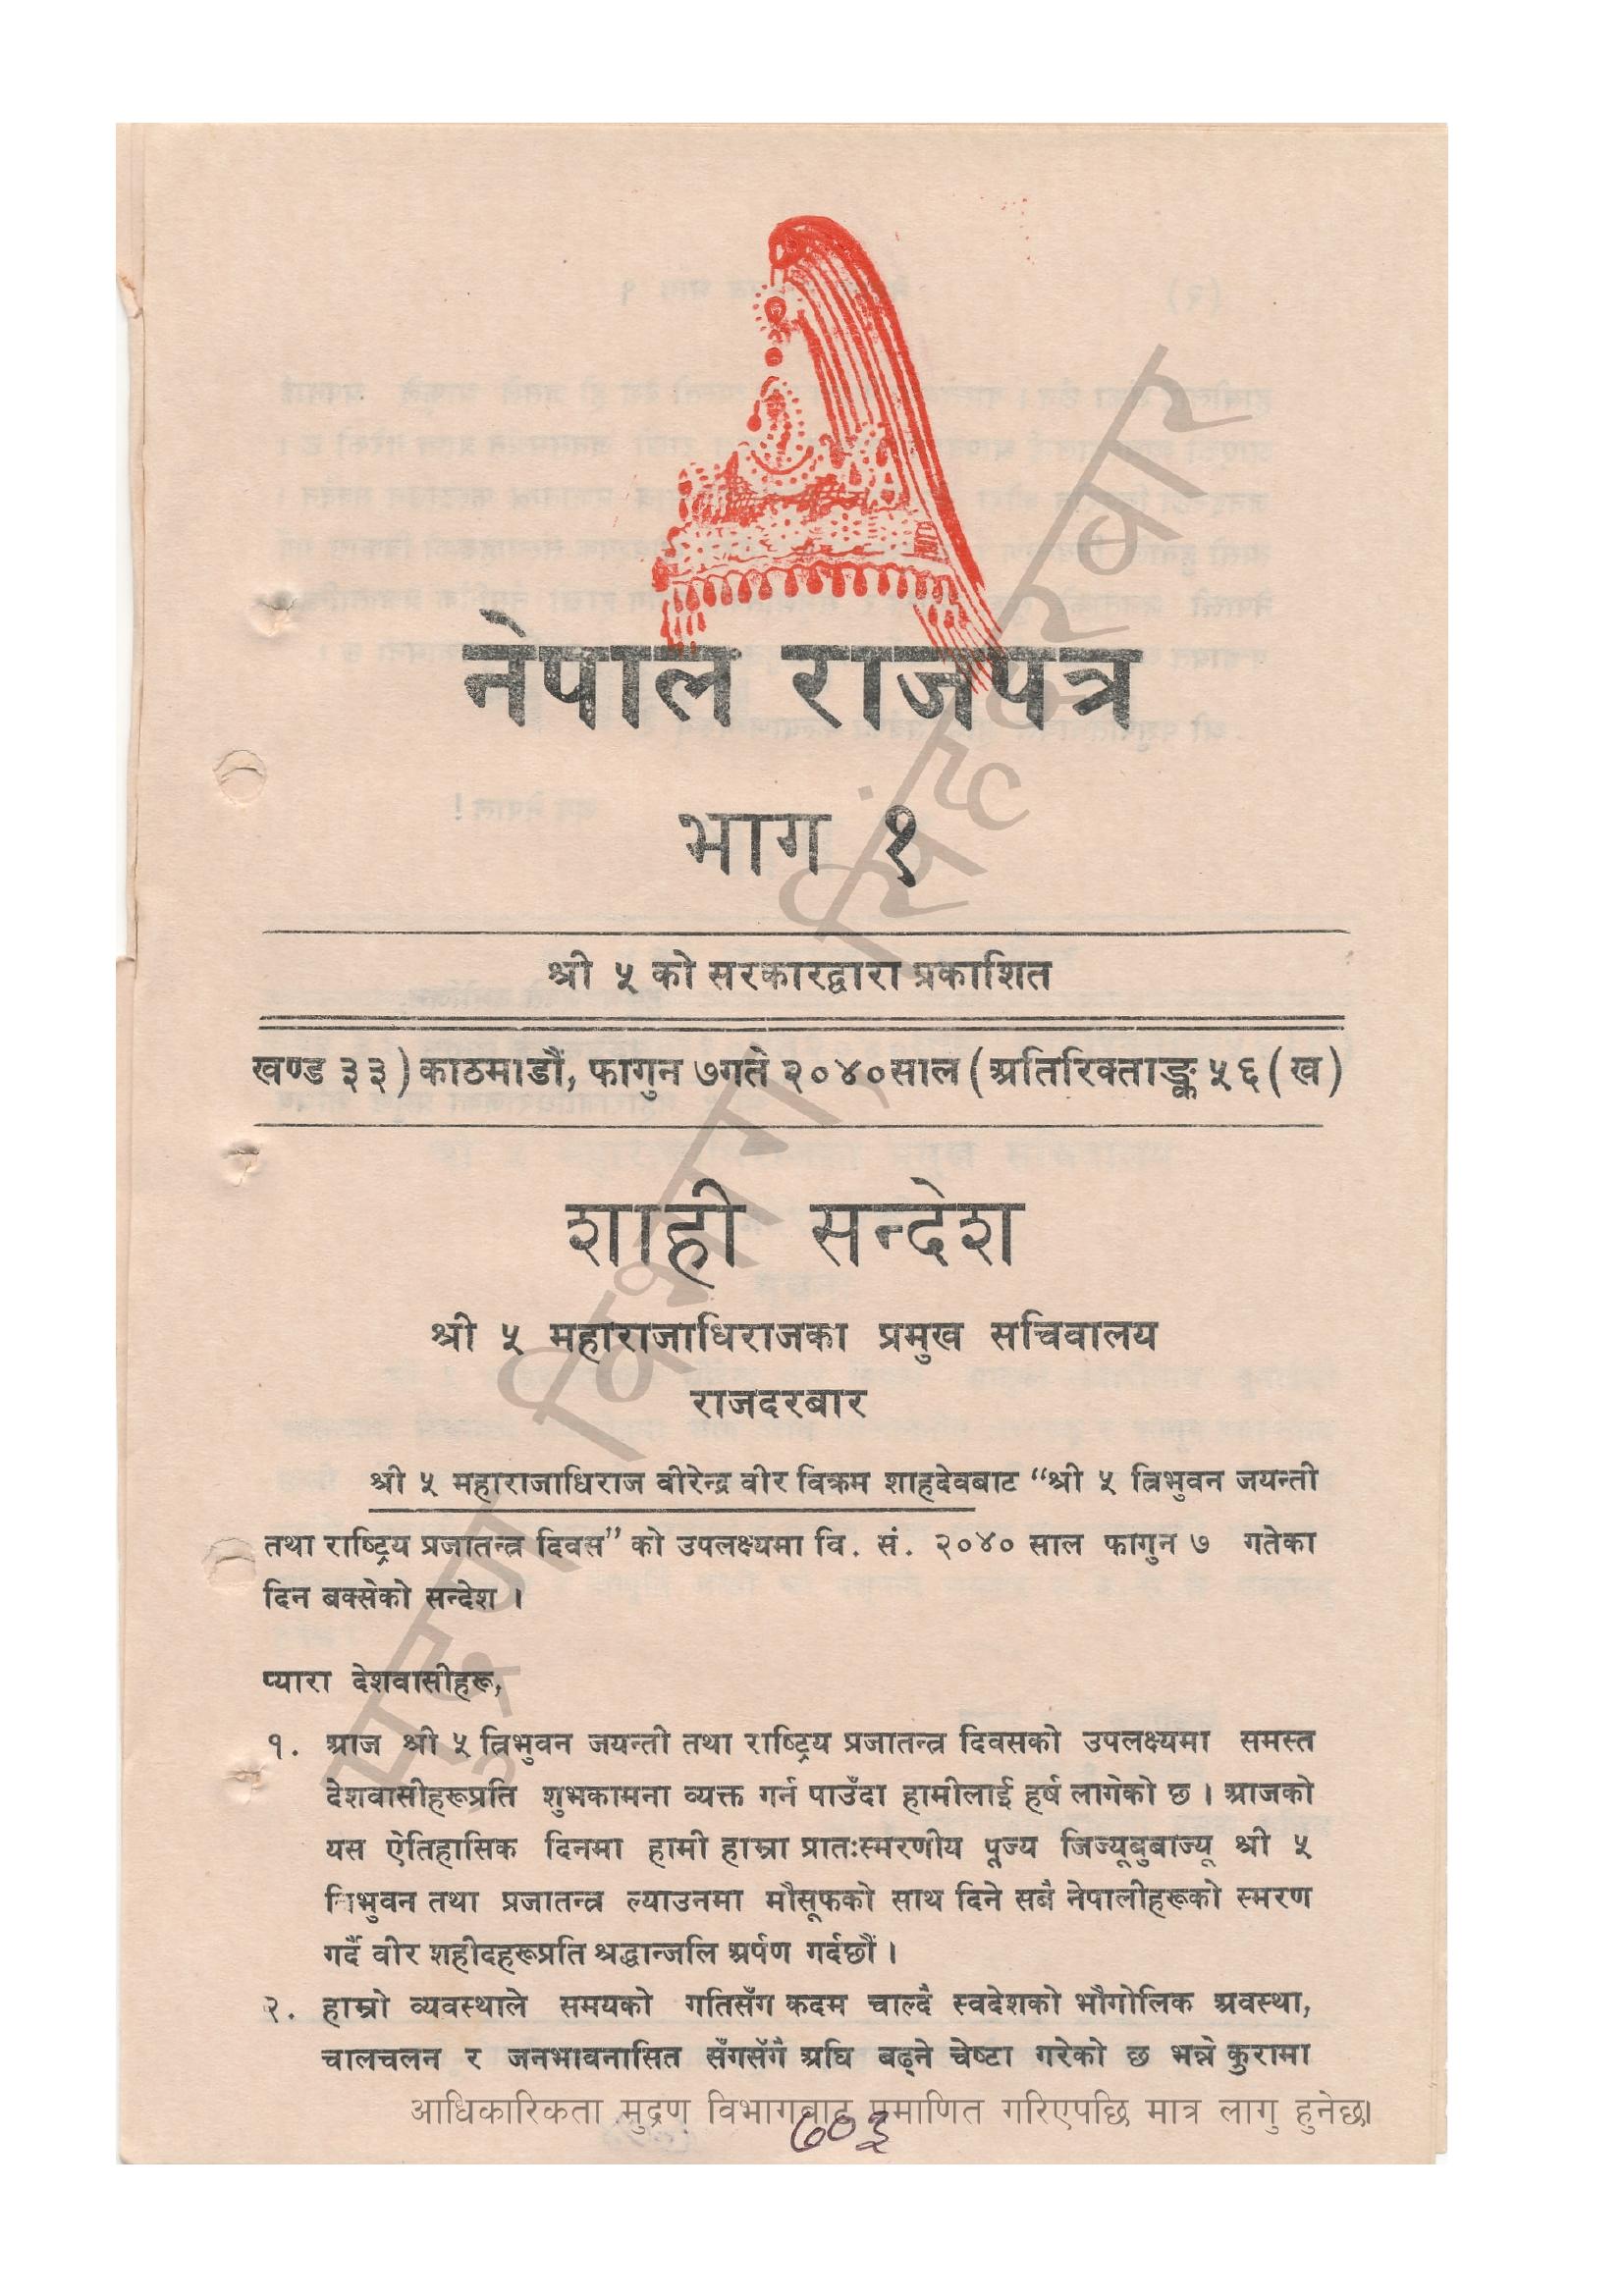 नेपाल राजपत्र
भाग १
श्री ५ को सरकारद्वारा प्रकाशित
खण्ड ३३) काठमाडौं, फागुन ७गते २०४०साल (अतिरिक्ताङ्क ५६ (ख)
शाही सन्देश
श्री ५ महाराजाधिराजका प्रमुख सचिवालय
राजदरबार
श्री ५ महाराजाधिराज वीरेन्द्र वीर विक्रम शाहदेवबाट “श्री ५ त्रिभुवन जयन्ती
तथा राष्ट्रिय प्रजातन्त्र दिवस” को उपलक्ष्यमा वि. सं. २०४० साल फागुन ७ गतेका
दिन बक्सेको सन्देश ।
प्यारा देशवासीहरू,
१. आज श्री ५ त्रिभुवन जयन्ती तथा राष्ट्रिय प्रजातन्त्र दिवसको उपलक्ष्यमा समस्त
देशवासीहरूप्रति शुभकामना व्यक्त गर्न पाउँदा हामीलाई हर्ष लागेको छ । आजको
यस ऐतिहासिक दिनमा हामी हाम्रा प्रातःस्मरणीय पूज्य जिज्यूबुबाज्यू श्री ५
त्रिभुवन तथा प्रजातन्त्र ल्याउनमा मौसूफको साथ दिने सबै नेपालीहरूको स्मरण
गर्दै वीर शहीदहरूप्रति श्रद्धान्जलि अर्पण गर्दछौं ।
२. हाम्रो व्यवस्थाले समयको गतिसँग कदम चाल्दै स्वदेशको भौगोलिक अवस्था,
चालचलन र जनभावनासित सँगसँगै अघि बढ्ने चेष्टा गरेको छ भन्ने कुरामा
आधिकारिकता मुद्रण विभागबाट प्रमाणित गरिएपछि मात्र लागु हुनेछ।
७०३
मुद्रण विभाग, सिंहदरबार